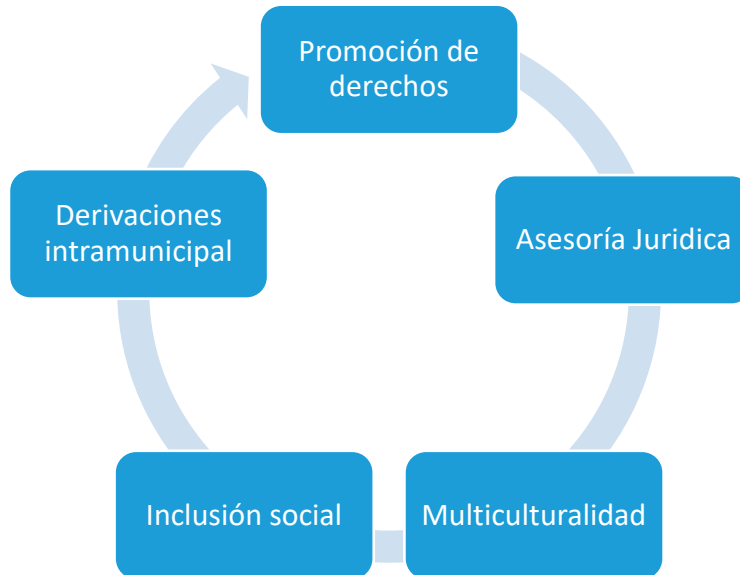 Promoción de
derechos
Asesoría Juridica
Multiculturalidad
Inclusión social
Derivaciones
intramunicipal